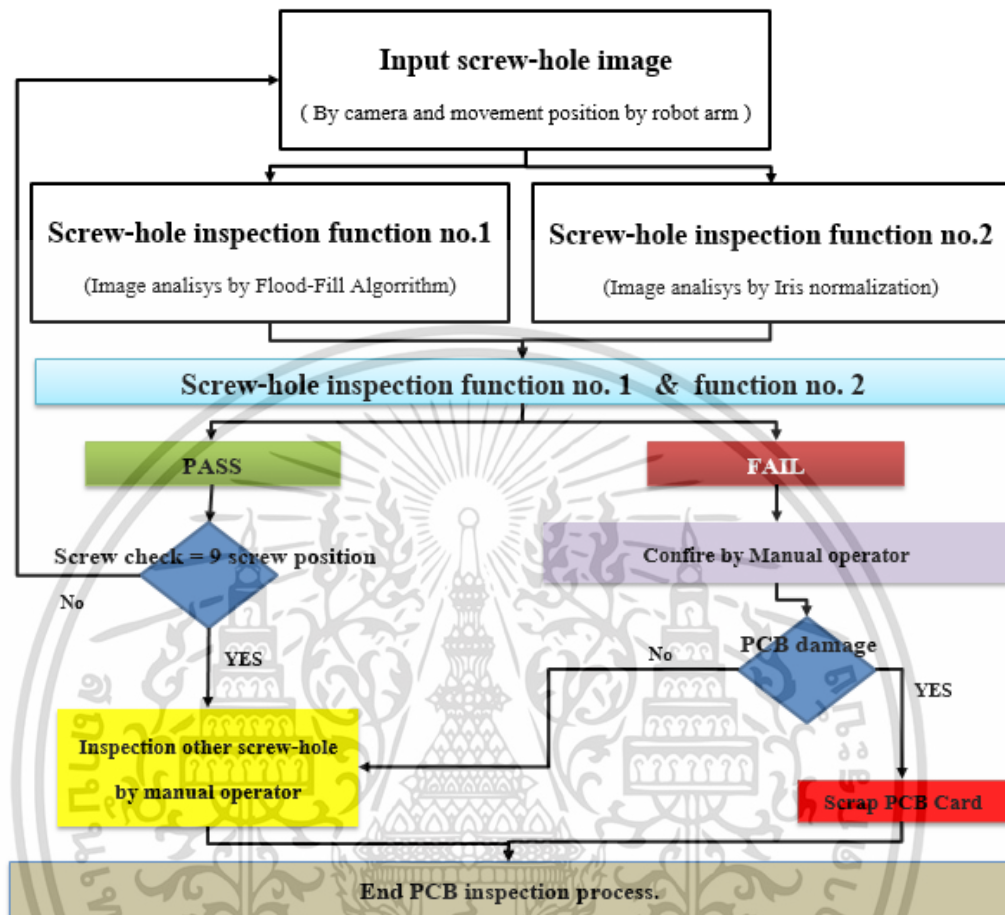 Input screw-hole image
( By camera and movement position by robot arm )
Screw-hole inspection function no.1
(Image analisys by Flood-Fill Algorrithm)
Screw-hole inspection function no.2
(Image analisys by Iris normalization)
Screw-hole inspection function no. 1 & function no. 2
PASS
FAIL
Screw check = 9 screw position
No
YES
Confire by Manual operator
PCB damage
No
YES
Inspection other screw-hole
by manual operator
Scrap PCB Card
End PCB inspection process.